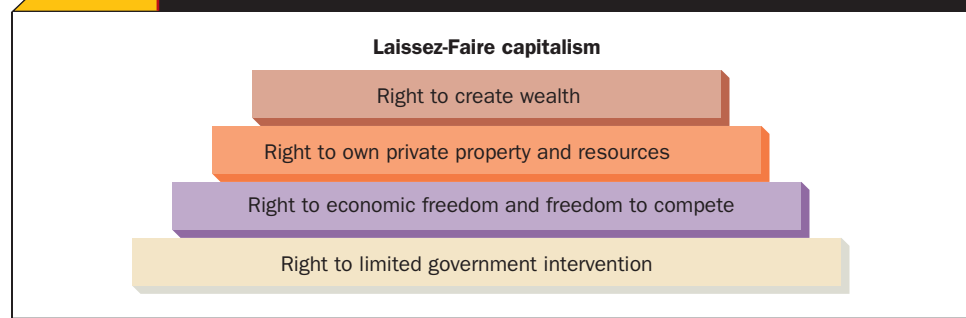 Laissez-Faire capitalism
Right to create wealth
Right to own private property and resources
Right to economic freedom and freedom to compete
Right to limited government intervention